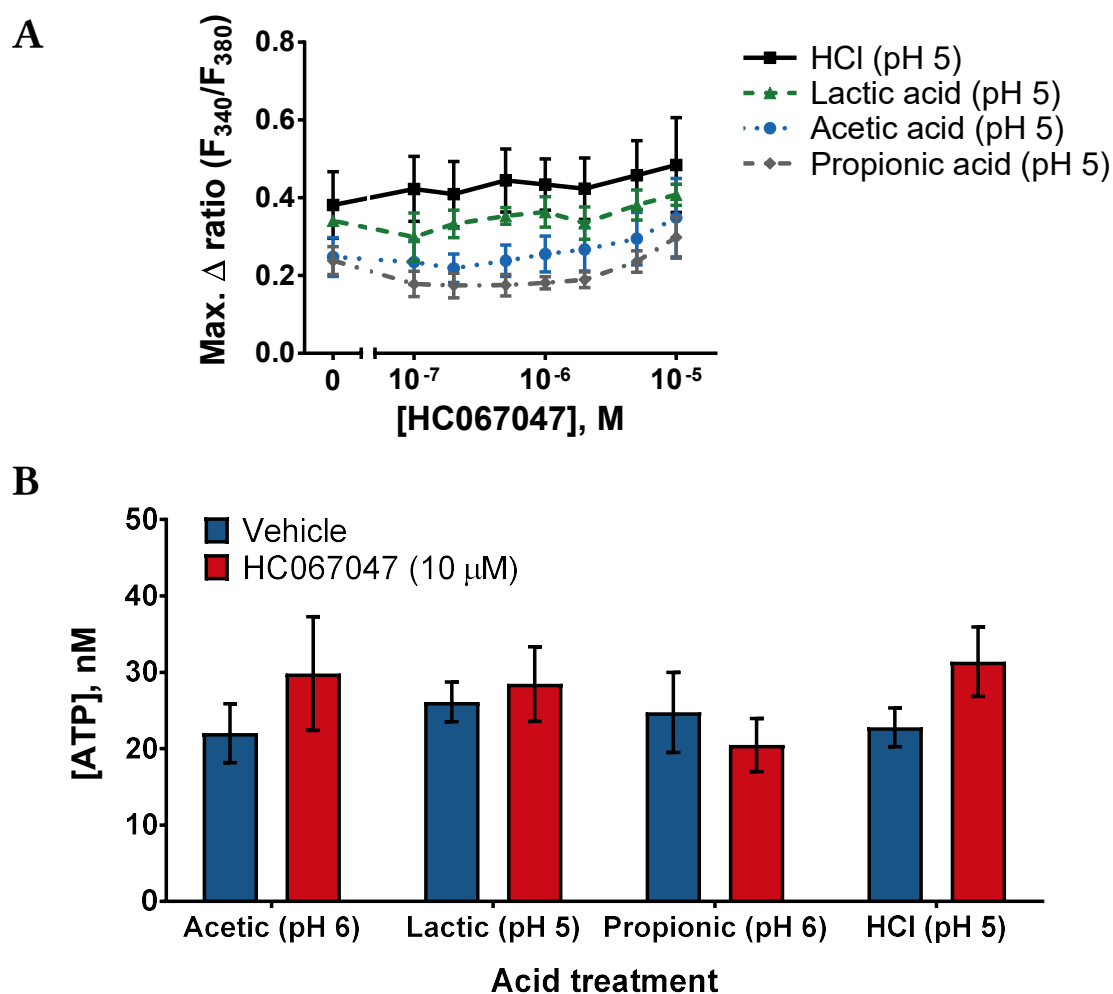 A
Max. Δ ratio (F340/F380)
0.8
0.6
0.4
0.2
0.0
0
10-7
10-6
10-5
[HC067047], M
HCl (pH 5)
Lactic acid (pH 5)
Acetic acid (pH 5)
Propionic acid (pH 5)
B
[ATP], nM
50
40
30
20
10
0
Vehicle
HC067047 (10 μM)
Acetic (pH 6)
Lactic (pH 5)
Propionic (pH 6)
HCl (pH 5)
Acid treatment